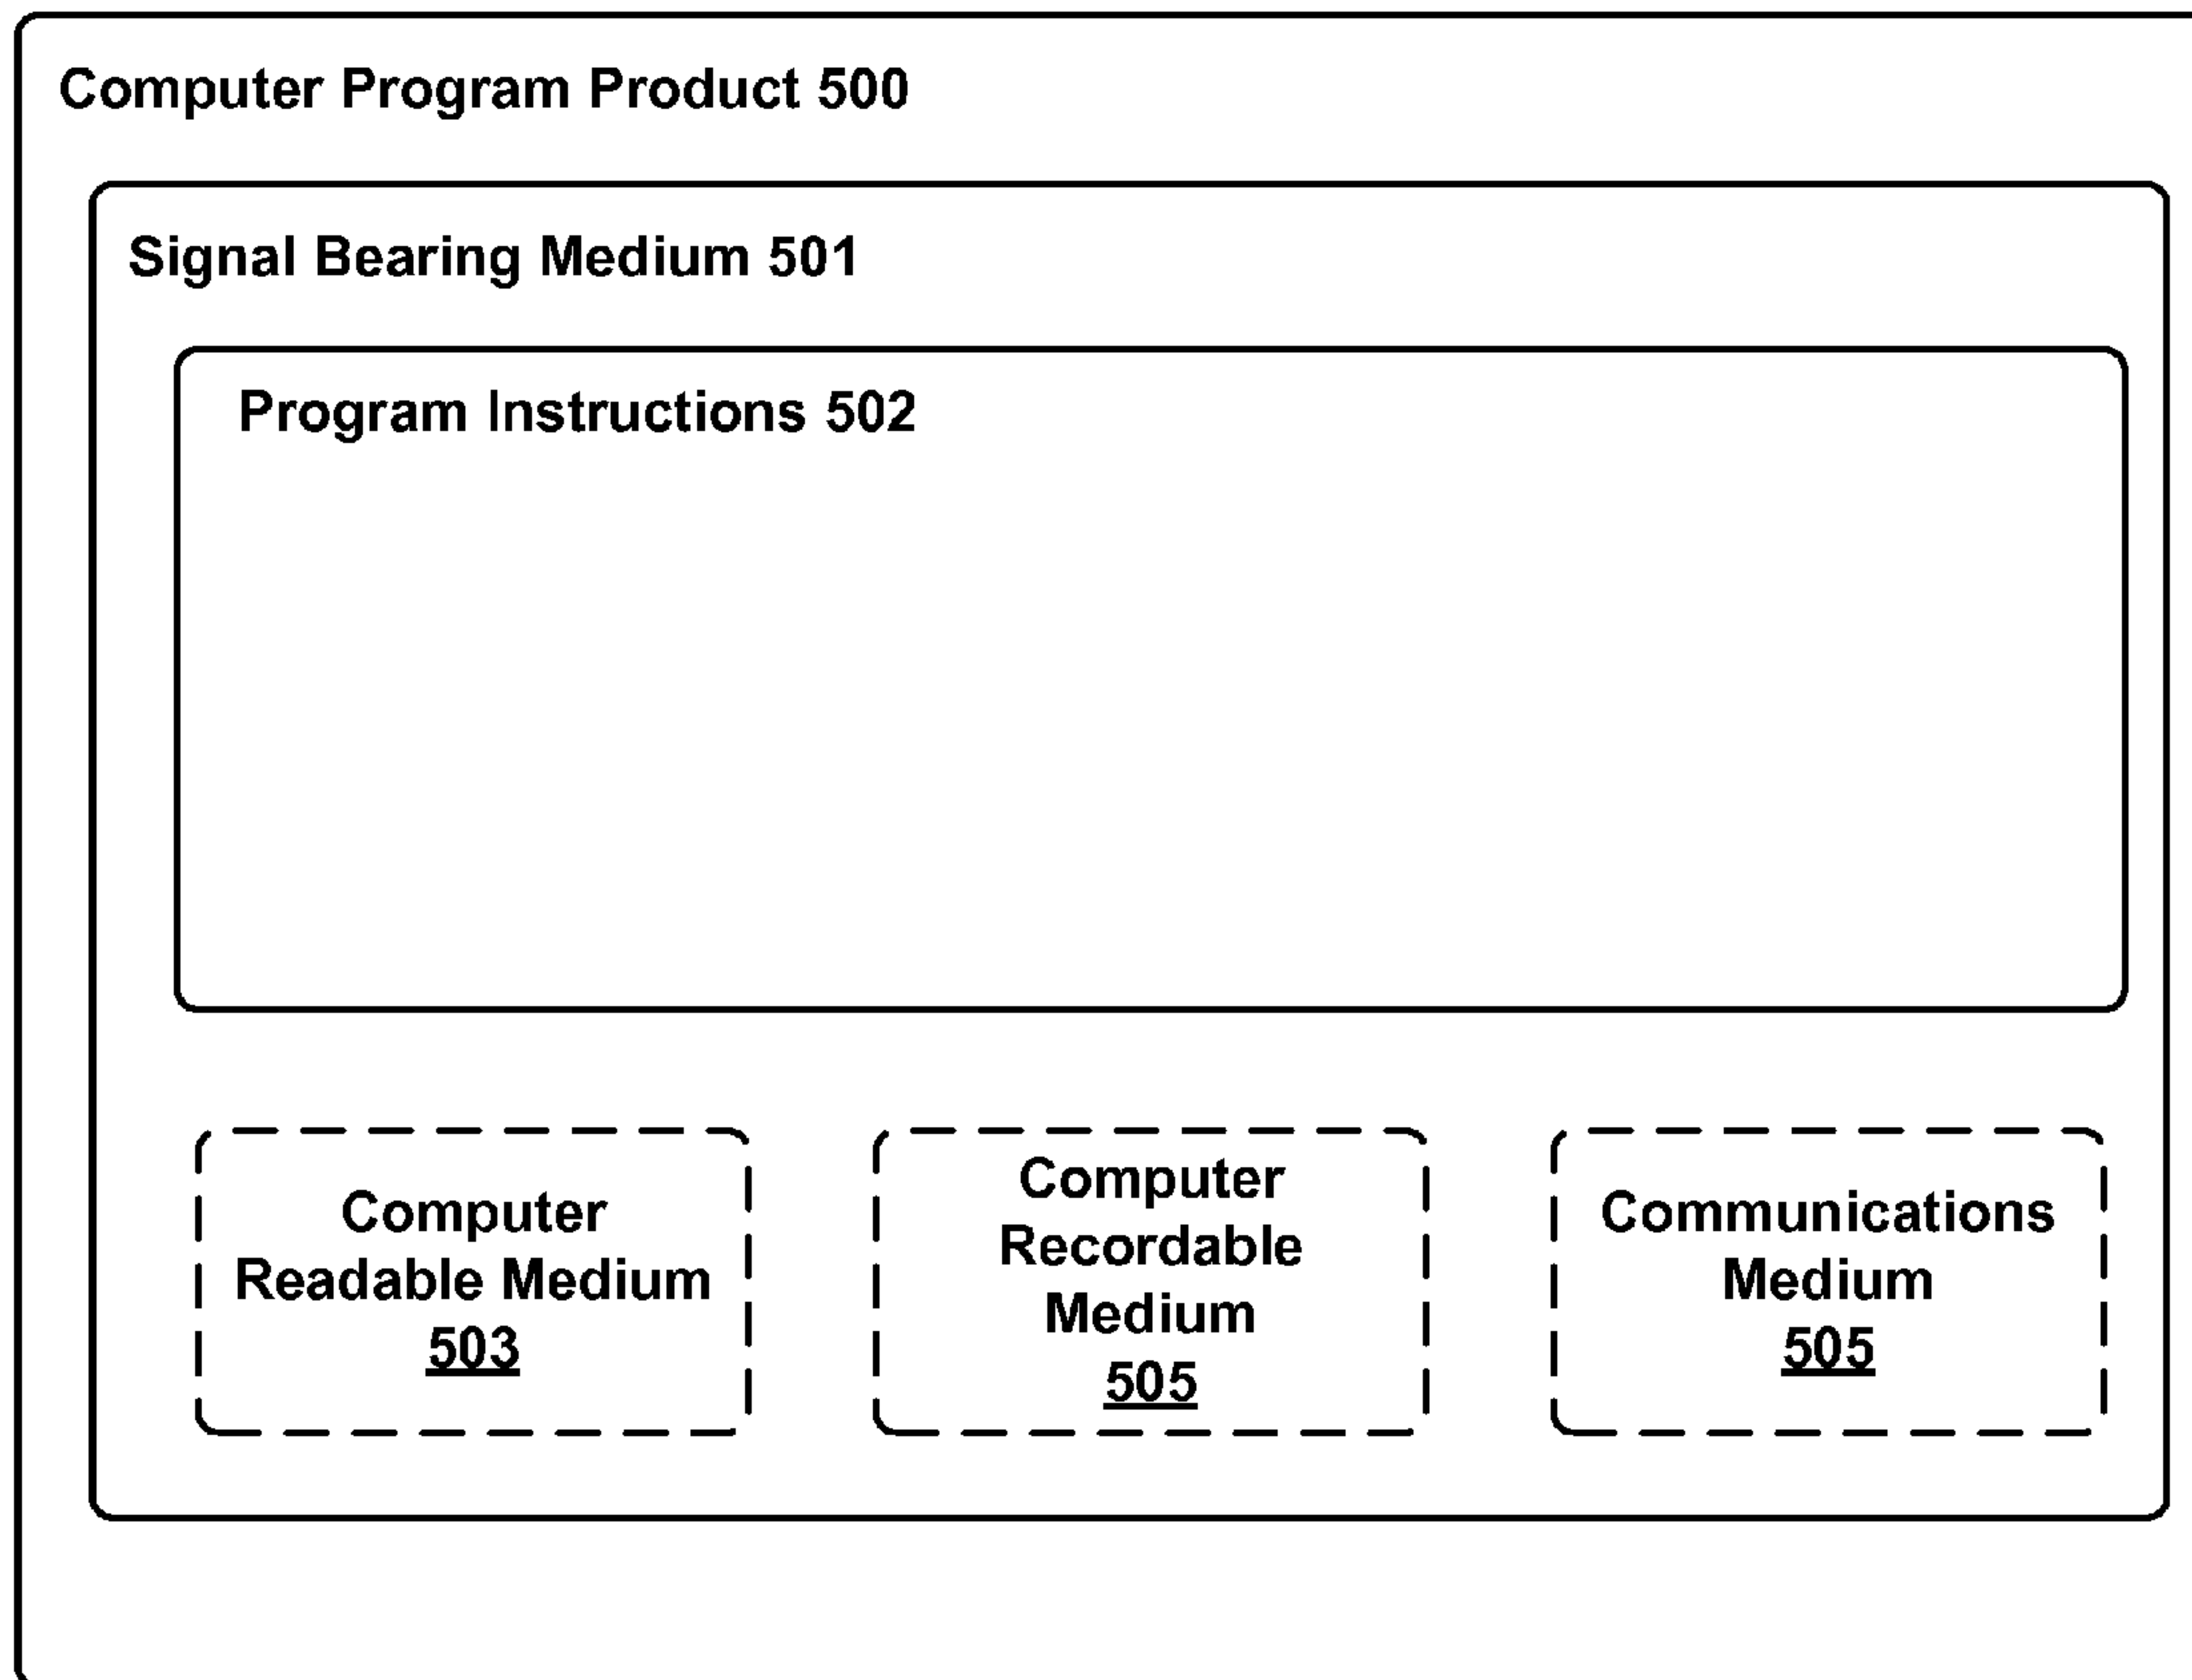 Computer Program Product 500
Signal Bearing Medium 501
Program Instructions 502
Computer
Readable Medium
503
Computer
Recordable
Medium
505
Communications
Medium
505